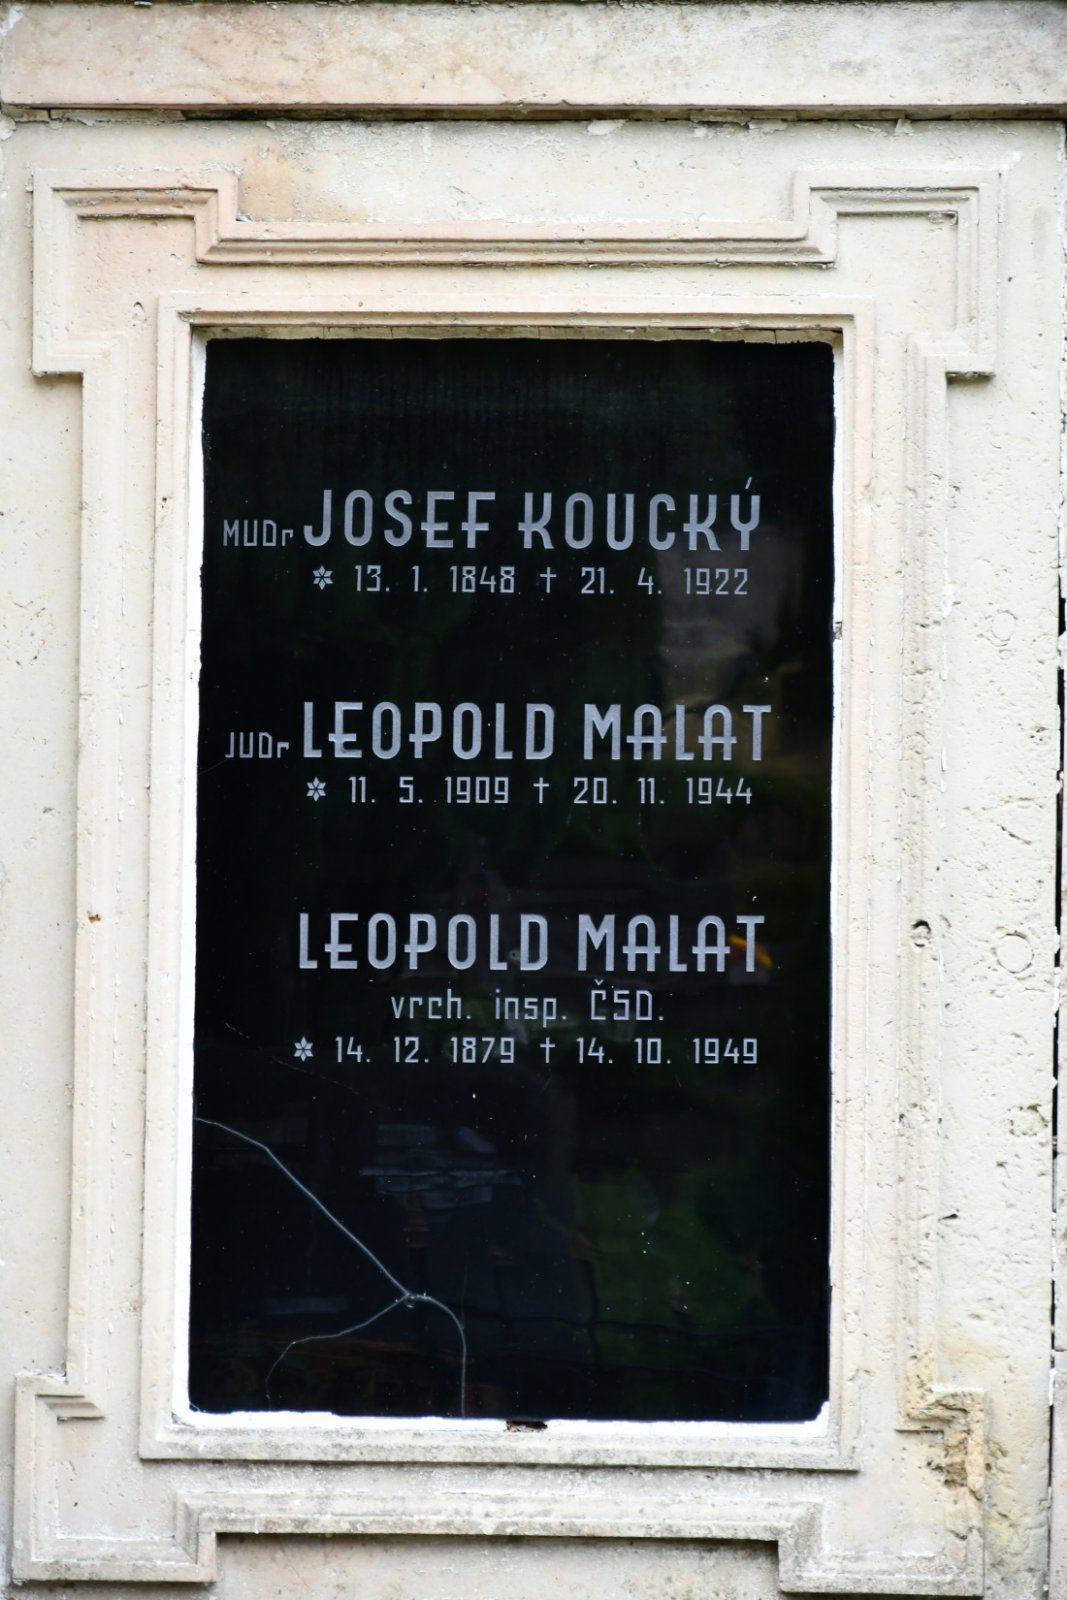 MUDr JOSEF KOUCKÝ
* 13. 1. 1848 † 21. 4. 1922
JUDr LEOPOLD MALAT
* 11. 5. 1909 † 20. 11. 1944
LEOPOLD MALAT
vrch. insp. ČSD.
* 14. 12. 1879 † 14. 10. 1949